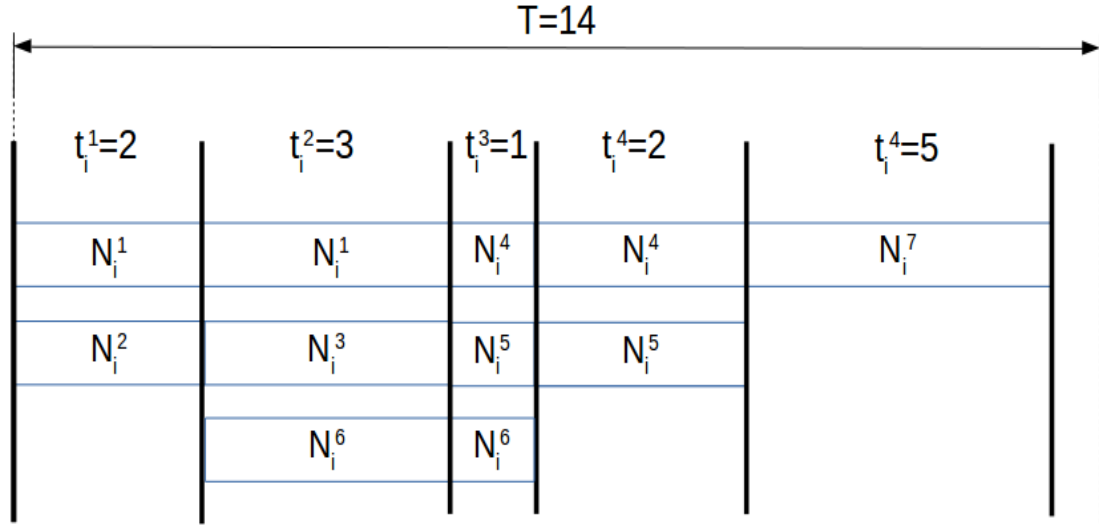 T=14
t_i^1=2 t_i^2=3 t_i^3=1 t_i^4=2 t_i^4=5
N_i^1 N_i^1 N_i^4 N_i^4 N_i^7
N_i^2 N_i^3 N_i^5 N_i^5
N_i^6 N_i^6